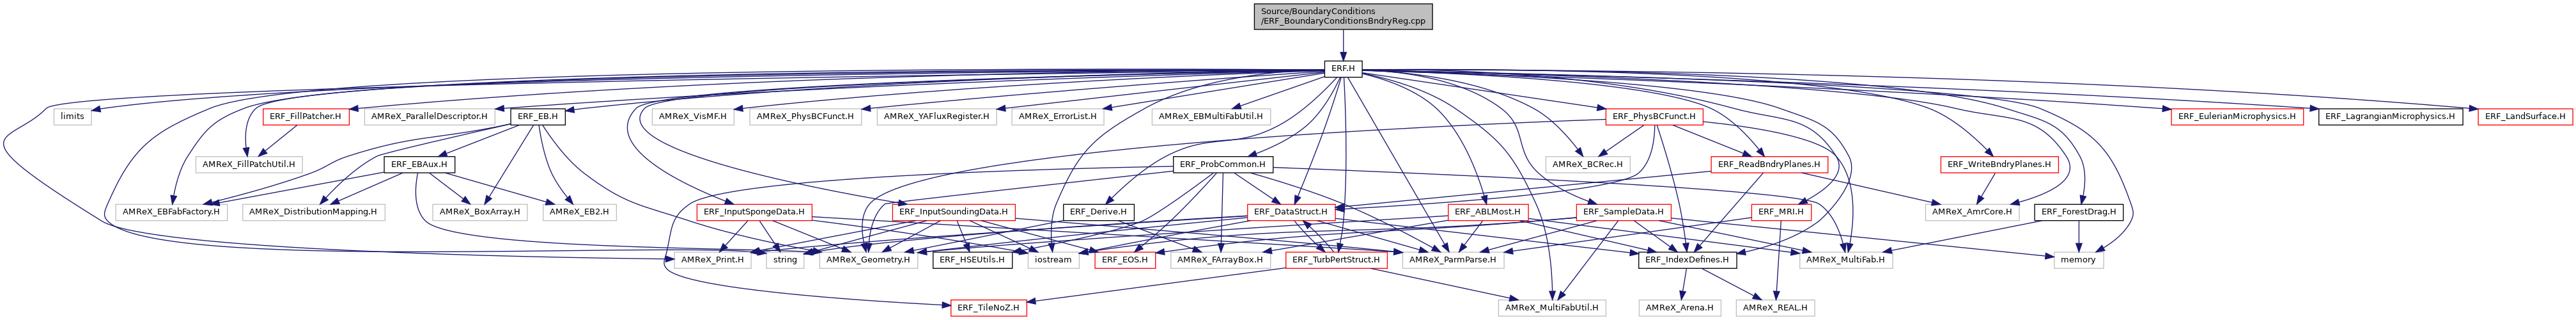 Source/BoundaryConditions
/ERF_BoundaryConditionsBndryReg.cpp
ERF.H
limits
ERF_FillPatcher.H
AMReX_ParallelDescriptor.H
ERF_EB.H
AMReX_VisMF.H
AMReX_PhysBCFunct.H
AMReX_YAFluxRegister.H
AMReX_ErrorList.H
AMReX_EBMultiFabUtil.H
ERF_PhysBCFunct.H
ERF_EulerianMicrophysics.H
ERF_LagrangianMicrophysics.H
ERF_LandSurface.H
AMReX_FillPatchUtil.H
ERF_EBAux.H
ERF_ProbCommon.H
AMReX_BCRec.H
ERF_ReadBndryPlanes.H
ERF_WriteBndryPlanes.H
AMReX_EBFabFactory.H
AMReX_DistributionMapping.H
AMReX_BoxArray.H
AMReX_EB2.H
ERF_InputSpongeData.H
ERF_InputSoundingData.H
ERF_Derive.H
ERF_DataStruct.H
ERF_ABLMost.H
ERF_SampleData.H
ERF_MRI.H
AMReX_AmrCore.H
ERF_ForestDrag.H
AMReX_Print.H
string
AMReX_Geometry.H
ERF_HSEUtils.H
iostream
ERF_EOS.H
AMReX_FArrayBox.H
ERF_TurbPertStruct.H
AMReX_ParmParse.H
ERF_IndexDefines.H
AMReX_MultiFab.H
memory
ERF_TileNoZ.H
AMReX_MultiFabUtil.H
AMReX_Arena.H
AMReX_REAL.H